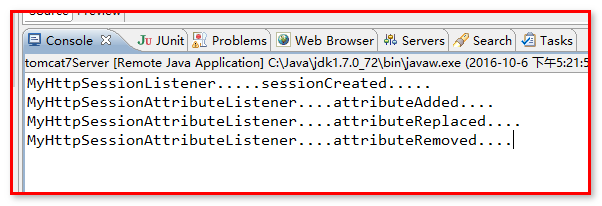 Source Preview
Console JUnit Problems Web Browser Servers Search Tasks
tomcat7Server [Remote Java Application] C:\Java\jdk1.7.0_72\bin\javaw.exe (2016-10-6 下午5:21:5
MyHttpSessionListener.....sessionCreated.....
MyHttpSessionAttributeListener....attributeAdded....
MyHttpSessionAttributeListener....attributeReplaced....
MyHttpSessionAttributeListener....attributeRemoved....